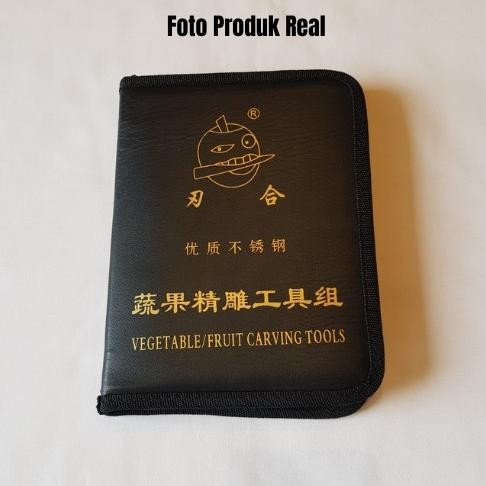 Foto Produk Real
®
刃合
优质不锈钢
蔬果精雕工具组
VEGETABLE/FRUIT CARVING TOOLS